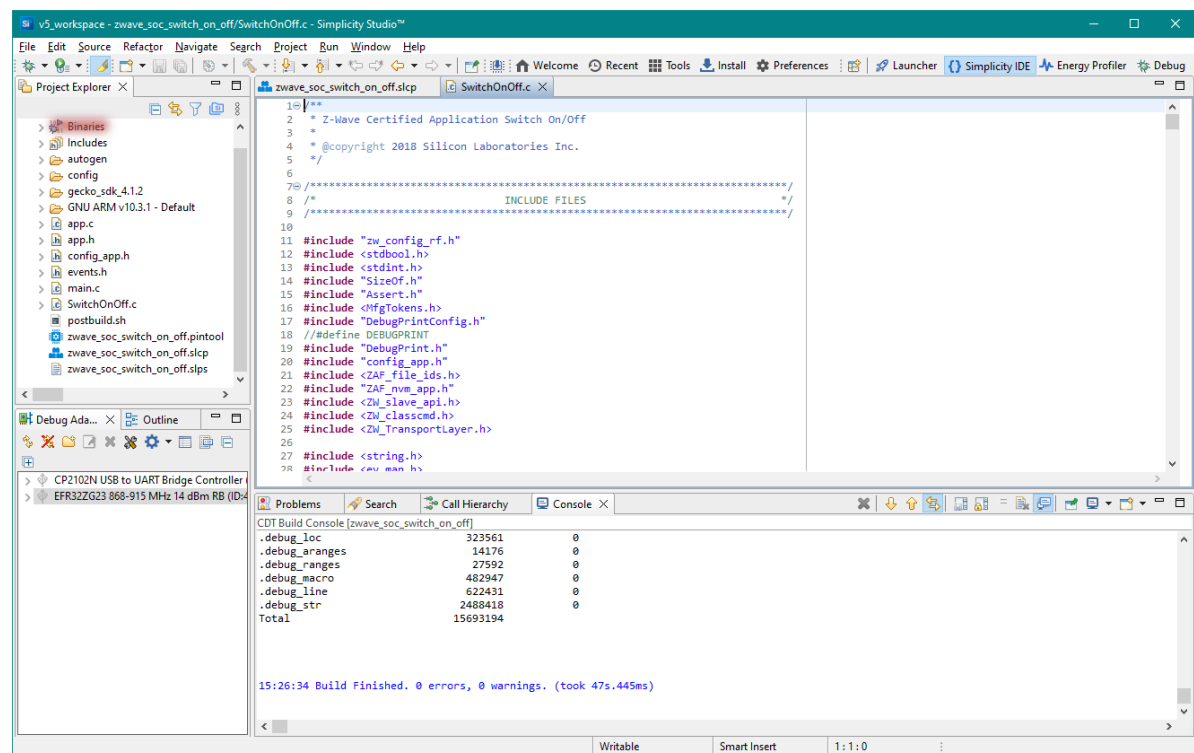 v5_workspace - zwave_soc_switch_on_off/SwitchOnOff.c - Simplicity Studio™
File Edit Source Refactor Navigate Search Project Run Window Help
Welcome Recent Tools Install Preferences Launcher {} Simplicity IDE Energy Profiler Debug
Project Explorer
Binaries
Includes
autogen
config
gecko_sdk_4.1.2
GNU ARM v10.3.1 - Default
app.c
app.h
config_app.h
events.h
main.c
SwitchOnOff.c
postbuild.sh
zwave_soc_switch_on_off.pintool
zwave_soc_switch_on_off.slcp
zwave_soc_switch_on_off.slps
Debug Ada... Outline
CP2102N USB to UART Bridge Controller (
EFR32ZG23 868-915 MHz 14 dBm RB (ID:4
zwave_soc_switch_on_off.slcp SwitchOnOff.c
1 /**
2 * Z-Wave Certified Application Switch On/Off
3 *
4 * @copyright 2018 Silicon Laboratories Inc.
5 */
6
7 /****************************************************************************/
8 /* INCLUDE FILES */
9 /****************************************************************************/
10
11 #include "zw_config_rf.h"
12 #include <stdbool.h>
13 #include <stdint.h>
14 #include "SizeOf.h"
15 #include "Assert.h"
16 #include <MfgTokens.h>
17 #include "DebugPrintConfig.h"
18 //#define DEBUGPRINT
19 #include "DebugPrint.h"
20 #include "config_app.h"
21 #include <ZAF_file_ids.h>
22 #include "ZAF_nvm_app.h"
23 #include <ZW_slave_api.h>
24 #include <ZW_classcmd.h>
25 #include <ZW_TransportLayer.h>
26
27 #include <string.h>
28 #include <ev_man.h>
Problems Search Call Hierarchy Console
CDT Build Console [zwave_soc_switch_on_off]
.debug_loc 323561 0
.debug_aranges 14176 0
.debug_ranges 27592 0
.debug_macro 482947 0
.debug_line 622431 0
.debug_str 2488418 0
Total 15693194
15:26:34 Build Finished. 0 errors, 0 warnings. (took 47s.445ms)
Writable Smart Insert 1:1:0